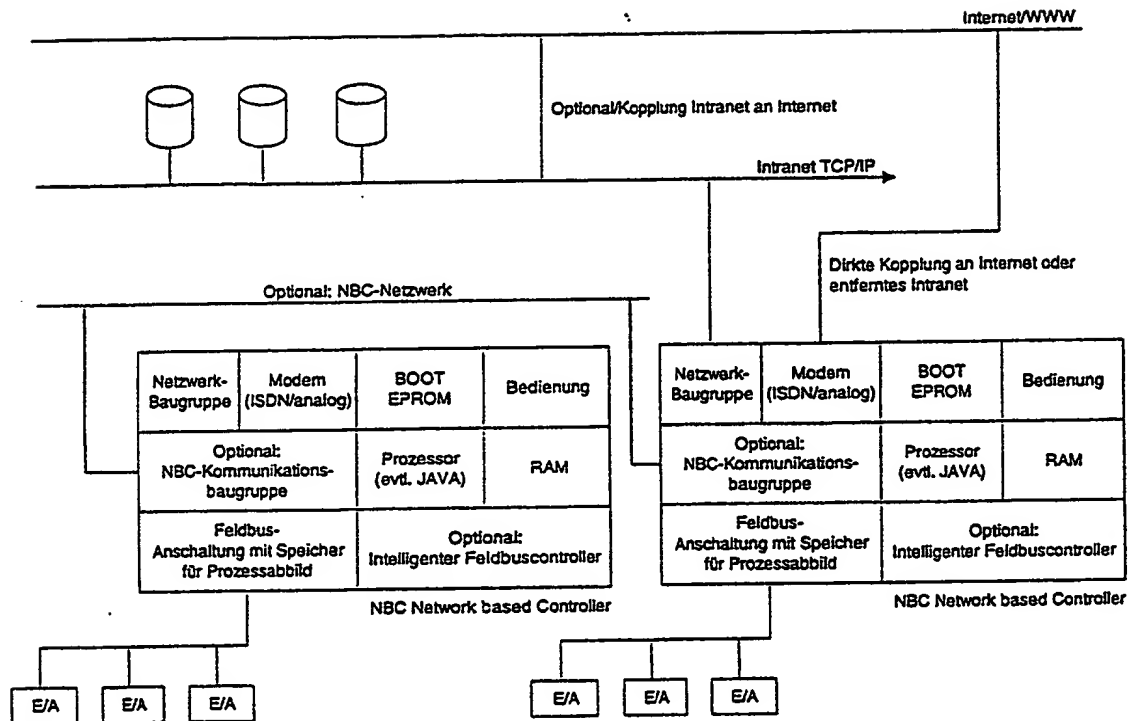 Internet/WWW
Optional/Kopplung Intranet an Internet
Intranet TCP/IP
Dirkte Kopplung an Internet oder
entferntes Intranet
Optional: NBC-Netzwerk
Netzwerk-
Baugruppe
Modem
(ISDN/analog)
BOOT
EPROM
Bedienung
Optional:
NBC-Kommunikations-
baugruppe
Prozessor
(evtl. JAVA)
RAM
Feldbus-
Anschaltung mit Speicher
für Prozessabbild
Optional:
Intelligenter Feldbuscontroller
NBC Network based Controller
E/A
E/A
E/A
Netzwerk-
Baugruppe
Modem
(ISDN/analog)
BOOT
EPROM
Bedienung
Optional:
NBC-Kommunikations-
baugruppe
Prozessor
(evtl. JAVA)
RAM
Feldbus-
Anschaltung mit Speicher
für Prozessabbild
Optional:
Intelligenter Feldbuscontroller
NBC Network based Controller
E/A
E/A
E/A